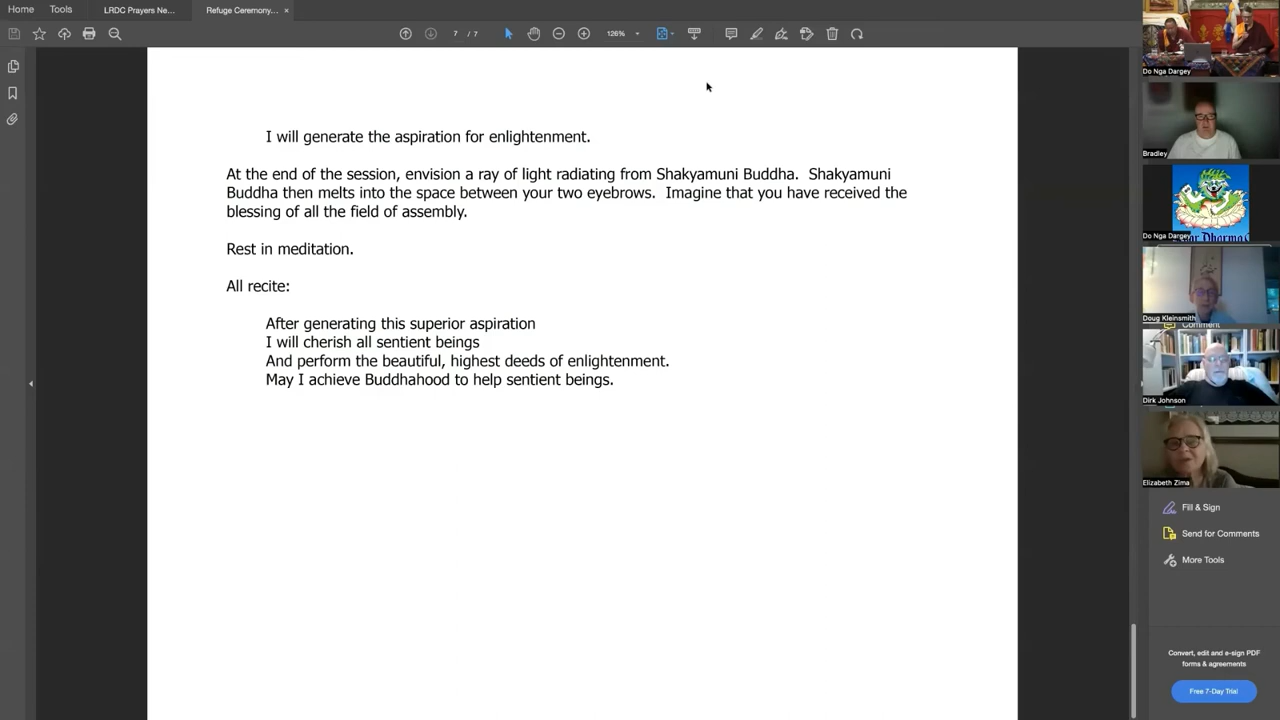 Home
Tools
LRDC Prayers Ne...
Refuge Ceremony...
7 / 7
126%
I will generate the aspiration for enlightenment.
At the end of the session, envision a ray of light radiating from Shakyamuni Buddha. Shakyamuni
Buddha then melts into the space between your two eyebrows. Imagine that you have received the
blessing of all the field of assembly.
Rest in meditation.
All recite:
After generating this superior aspiration
I will cherish all sentient beings
And perform the beautiful, highest deeds of enlightenment.
May I achieve Buddhahood to help sentient beings.
Do Nga Dargey
Bradley
Do Nga Dargey
Doug Kleinsmith
Comment
Dirk Johnson
Elizabeth Zima
Fill & Sign
Send for Comments
More Tools
Convert, edit and e-sign PDF
forms & agreements
Free 7-Day Trial